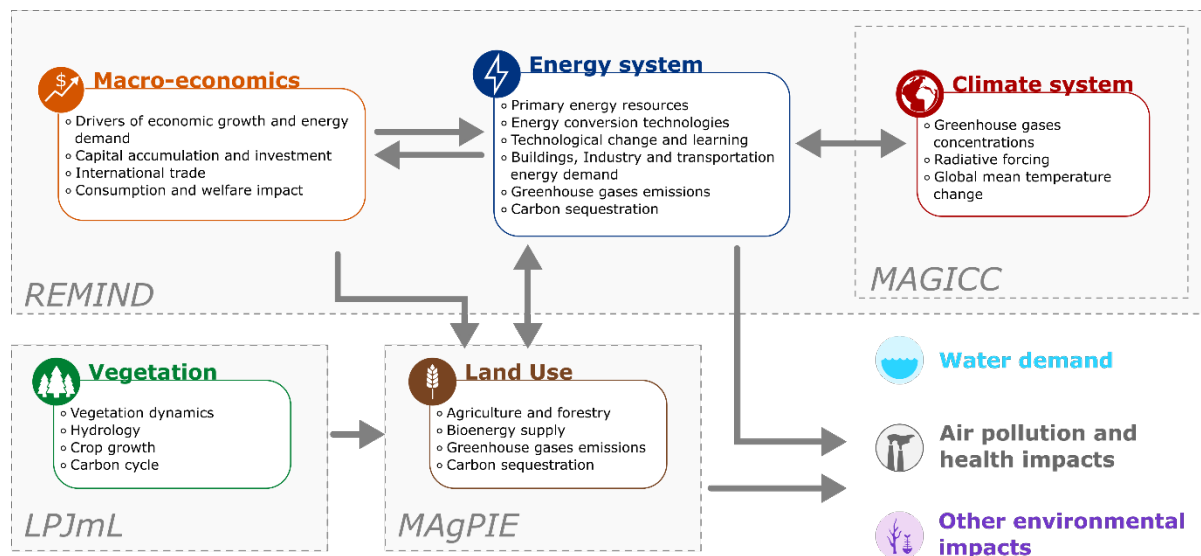 Macro-economics
◦ Drivers of economic growth and energy
demand
◦ Capital accumulation and investment
◦ International trade
◦ Consumption and welfare impact
Energy system
◦ Primary energy resources
◦ Energy conversion technologies
◦ Technological change and learning
◦ Buildings, Industry and transportation
energy demand
◦ Greenhouse gases emissions
◦ Carbon sequestration
Climate system
◦ Greenhouse gases
concentrations
◦ Radiative forcing
◦ Global mean temperature
change
REMIND
MAGICC
Vegetation
◦ Vegetation dynamics
◦ Hydrology
◦ Crop growth
◦ Carbon cycle
LPJmL
Land Use
◦ Agriculture and forestry
◦ Bioenergy supply
◦ Greenhouse gases emissions
◦ Carbon sequestration
MAgPIE
Water demand
Air pollution and
health impacts
Other environmental
impacts